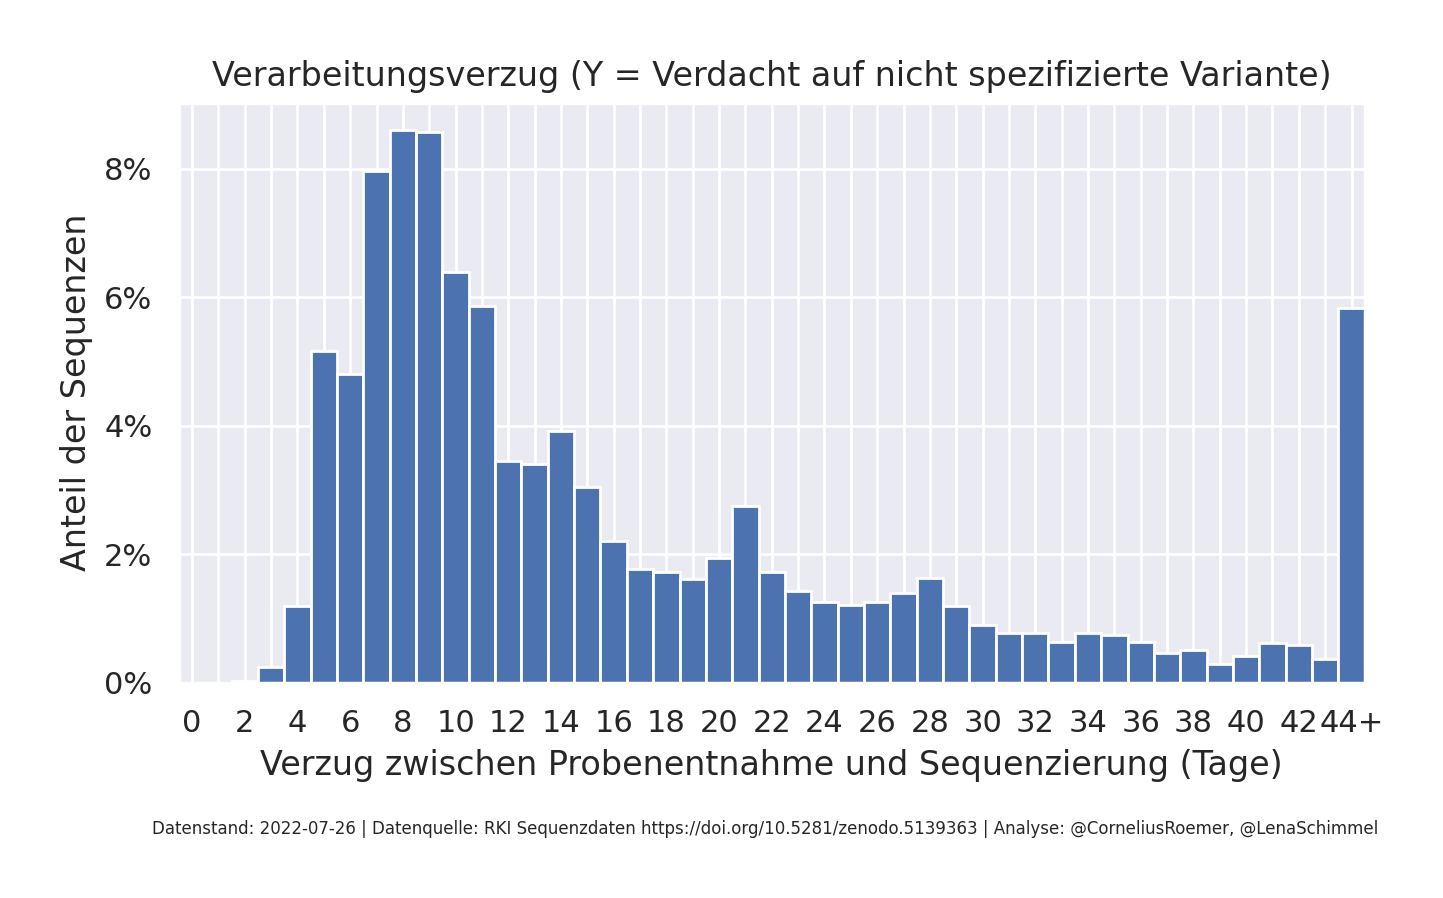 Verarbeitungsverzug (Y = Verdacht auf nicht spezifizierte Variante)
Anteil der Sequenzen
8%
6%
4%
2%
0%
0 2 4 6 8 10 12 14 16 18 20 22 24 26 28 30 32 34 36 38 40 42 44+
Verzug zwischen Probenentnahme und Sequenzierung (Tage)
Datenstand: 2022-07-26 | Datenquelle: RKI Sequenzdaten https://doi.org/10.5281/zenodo.5139363 | Analyse: @CorneliusRoemer, @LenaSchimmel